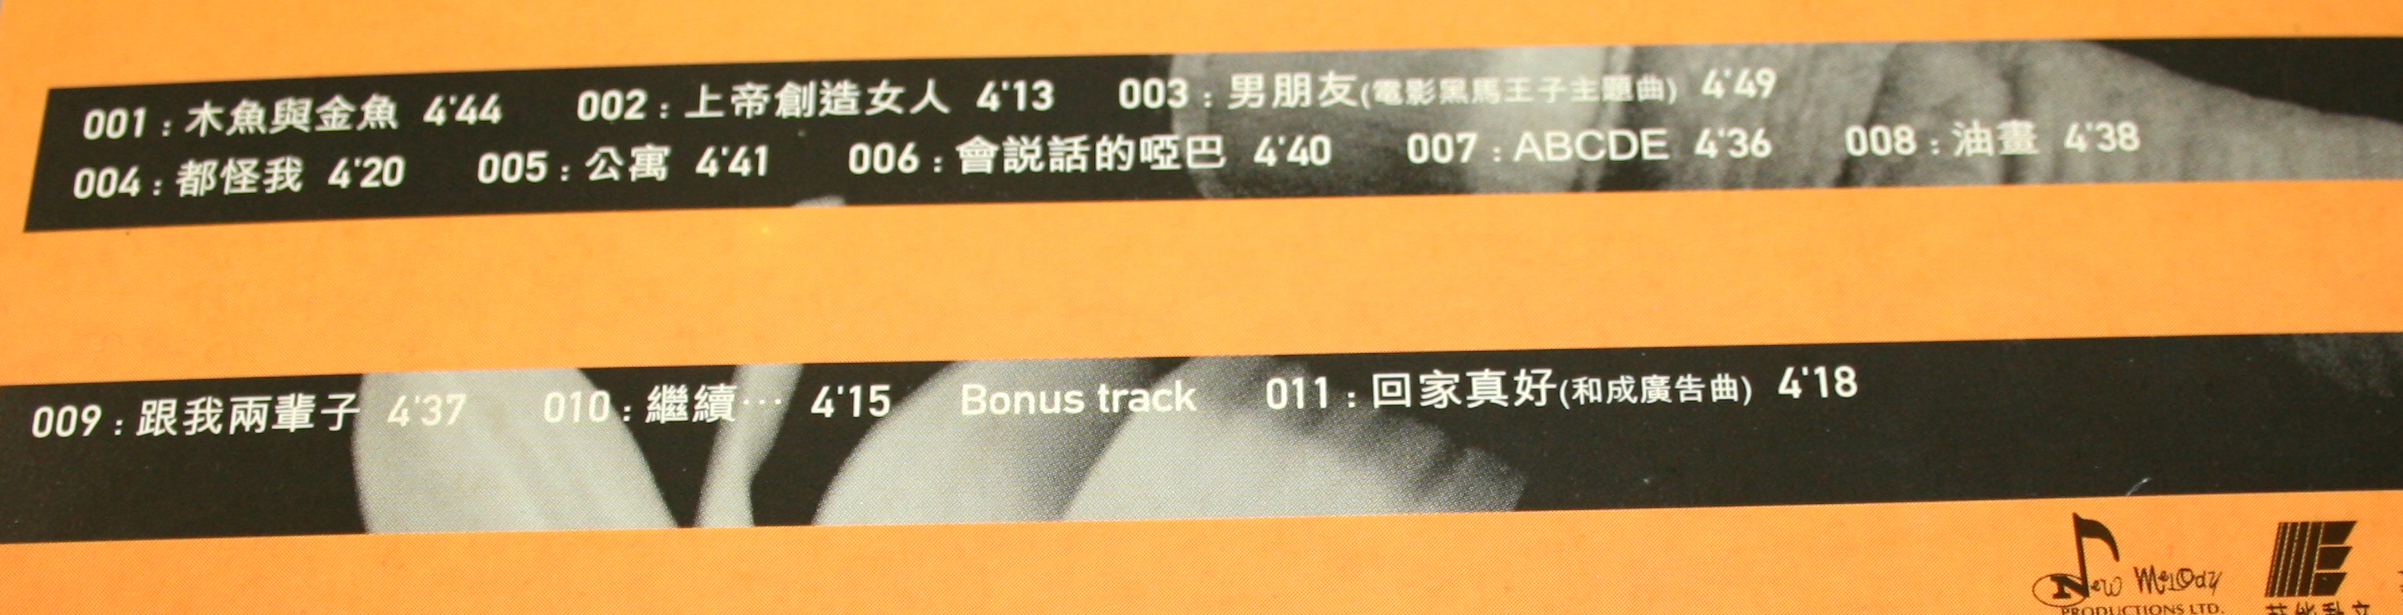 001 : 木魚與金魚 4'44 002 : 上帝創造女人 4'13 003 : 男朋友(電影黑馬王子主題曲) 4'49
004 : 都怪我 4'20 005 : 公寓 4'41 006 : 會説話的啞巴 4'40 007 : ABCDE 4'36 008 : 油畫 4'38
009 : 跟我兩輩子 4'37 010 : 繼續… 4'15 Bonus track 011 : 回家真好(和成廣告曲) 4'18
New Melody
PRODUCTIONS LTD.